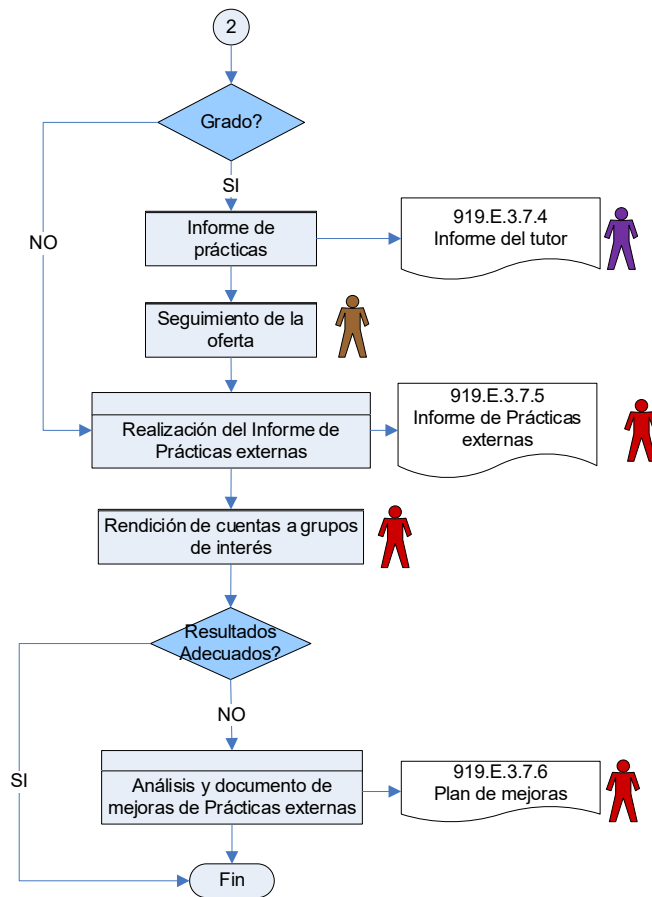 2
Grado?
SI
NO
Informe de
prácticas
919.E.3.7.4
Informe del tutor
Seguimiento de la
oferta
Realización del Informe de
Prácticas externas
919.E.3.7.5
Informe de Prácticas
externas
Rendición de cuentas a grupos
de interés
Resultados
Adecuados?
NO
SI
Análisis y documento de
mejoras de Prácticas externas
919.E.3.7.6
Plan de mejoras
Fin